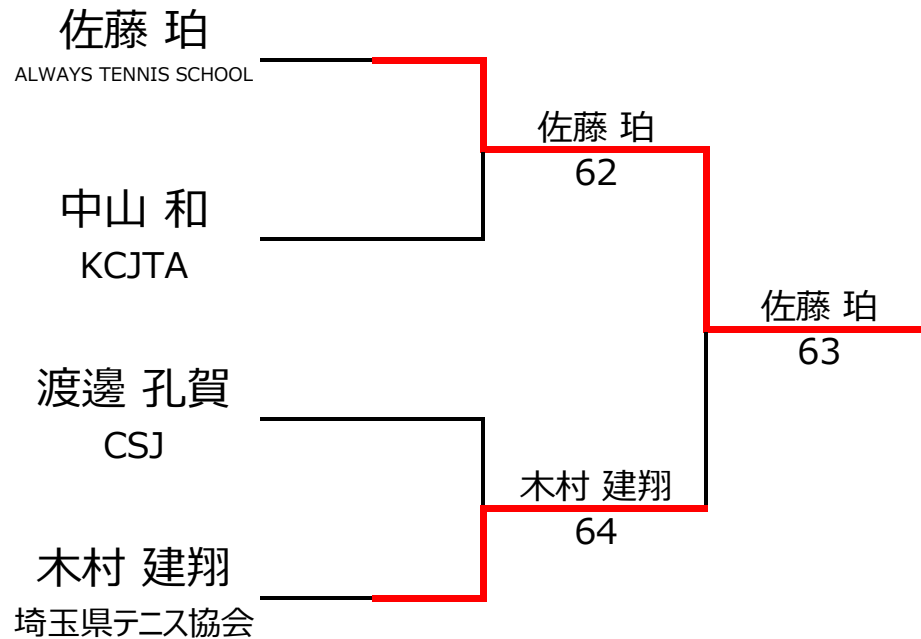 佐藤 珀
ALWAYS TENNIS SCHOOL
佐藤 珀
62
中山 和
KCJTA
佐藤 珀
63
渡邊 孔賀
CSJ
木村 建翔
64
木村 建翔
埼玉県テニス協会